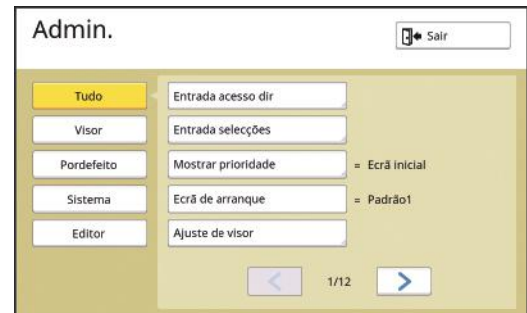 Admin.
Sair
Tudo
Entrada acesso dir
Visor
Entrada selecções
Pordefeito
Mostrar prioridade = Ecrã inicial
Sistema
Ecrã de arranque = Padrão1
Editor
Ajuste de visor
< 1/12 >